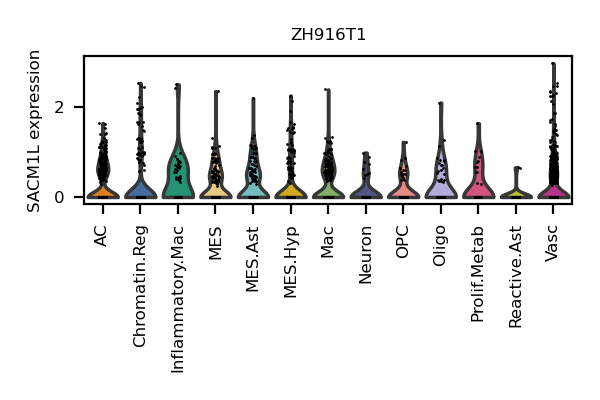 ZH916T1
SACM1L expression
2
0
AC
Chromatin.Reg
Inflammatory.Mac
MES
MES.Ast
MES.Hyp
Mac
Neuron
OPC
Oligo
Prolif.Metab
Reactive.Ast
Vasc